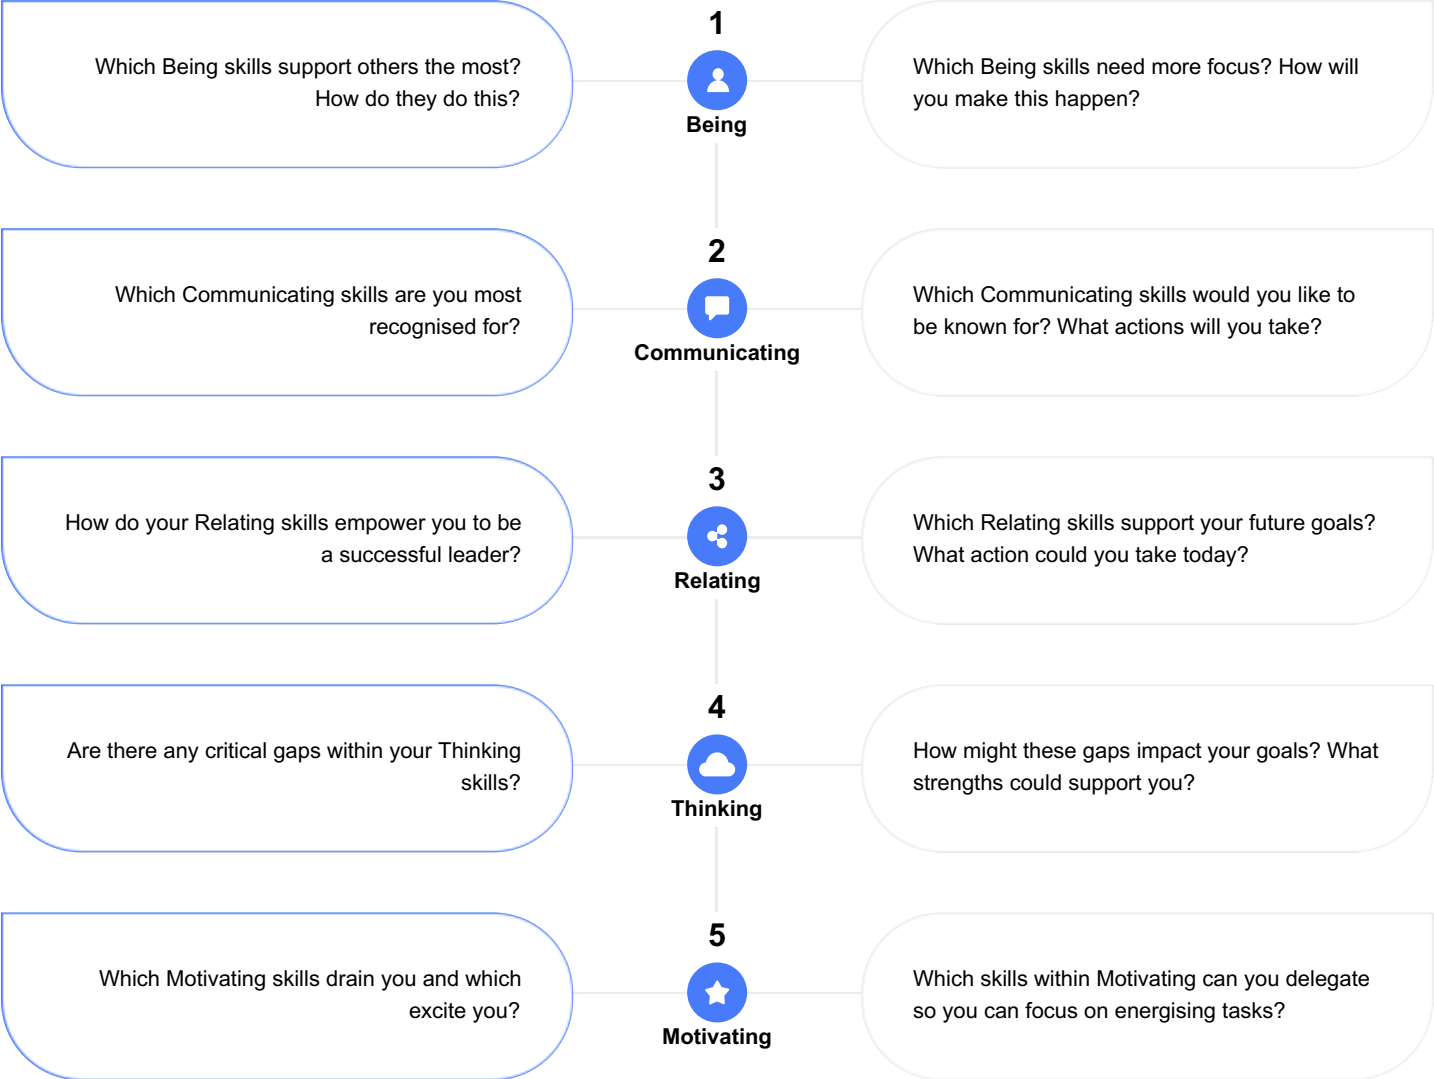 1
Which Being skills support others the most?
How do they do this?
Being
Which Being skills need more focus? How will
you make this happen?
2
Which Communicating skills are you most
recognised for?
Communicating
Which Communicating skills would you like to
be known for? What actions will you take?
3
How do your Relating skills empower you to be
a successful leader?
Relating
Which Relating skills support your future goals?
What action could you take today?
4
Are there any critical gaps within your Thinking
skills?
Thinking
How might these gaps impact your goals? What
strengths could support you?
5
Which Motivating skills drain you and which
excite you?
Motivating
Which skills within Motivating can you delegate
so you can focus on energising tasks?